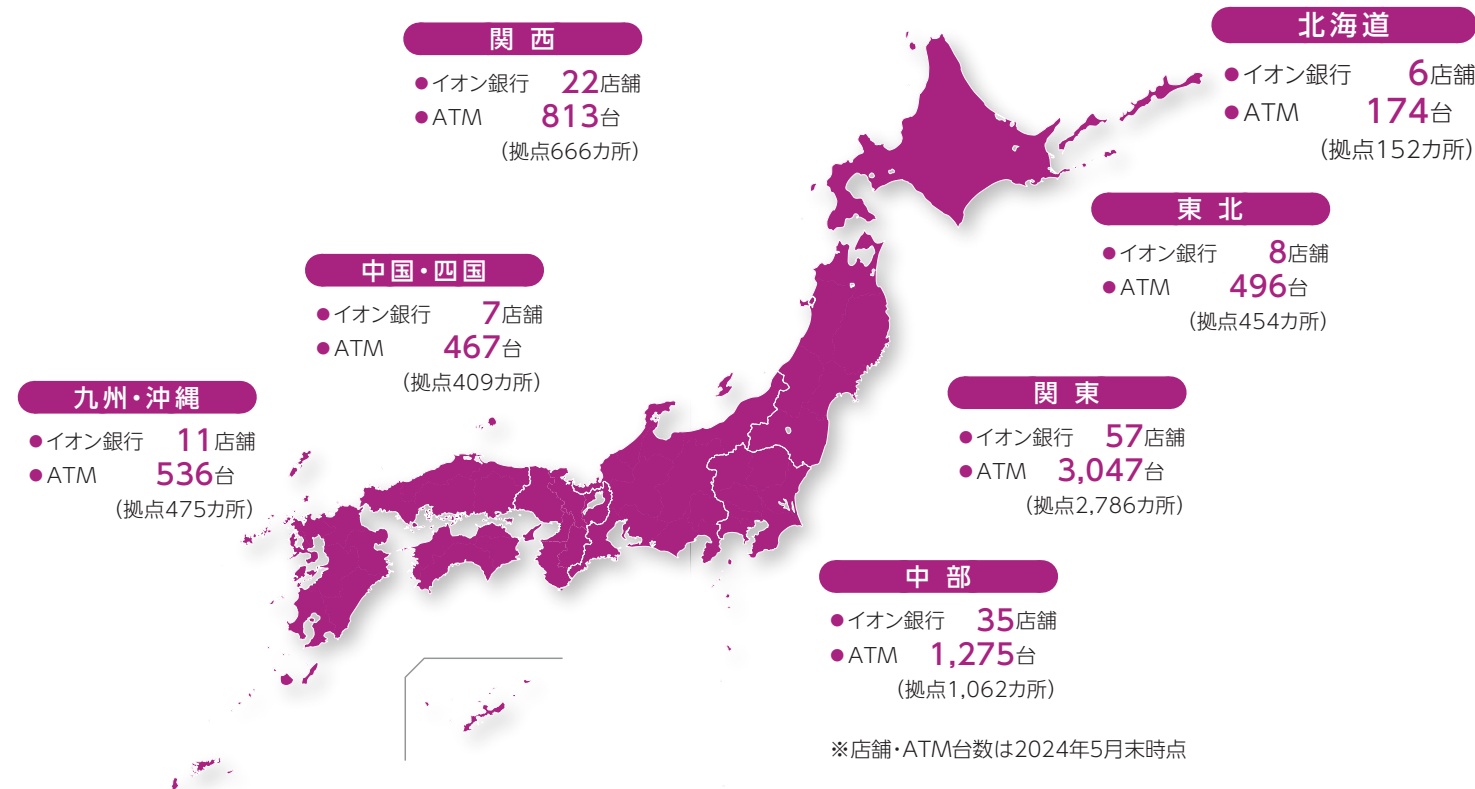 関西
●イオン銀行 22店舗
●ATM 813台
(拠点666カ所)
北海道
●イオン銀行 6店舗
●ATM 174台
(拠点152カ所)
東北
●イオン銀行 8店舗
●ATM 496台
(拠点454カ所)
中国・四国
●イオン銀行 7店舗
●ATM 467台
(拠点409カ所)
九州・沖縄
●イオン銀行 11店舗
●ATM 536台
(拠点475カ所)
関東
●イオン銀行 57店舗
●ATM 3,047台
(拠点2,786カ所)
中部
●イオン銀行 35店舗
●ATM 1,275台
(拠点1,062カ所)
※店舗・ATM台数は2024年5月末時点